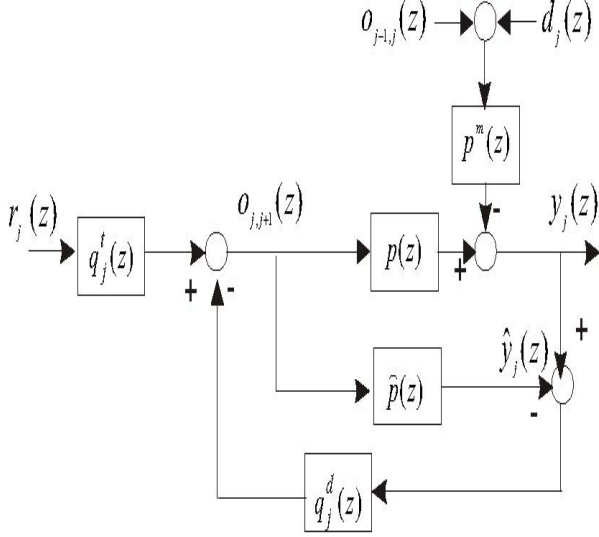 o_{j-1,j}(z) d_j(z)
p^m(z)
-
r_j(z) q_j^t(z) o_{j,j+1}(z) p(z) y_j(z)
+ - +
+
p̂(z) ŷ_j(z)
-
q_j^d(z)